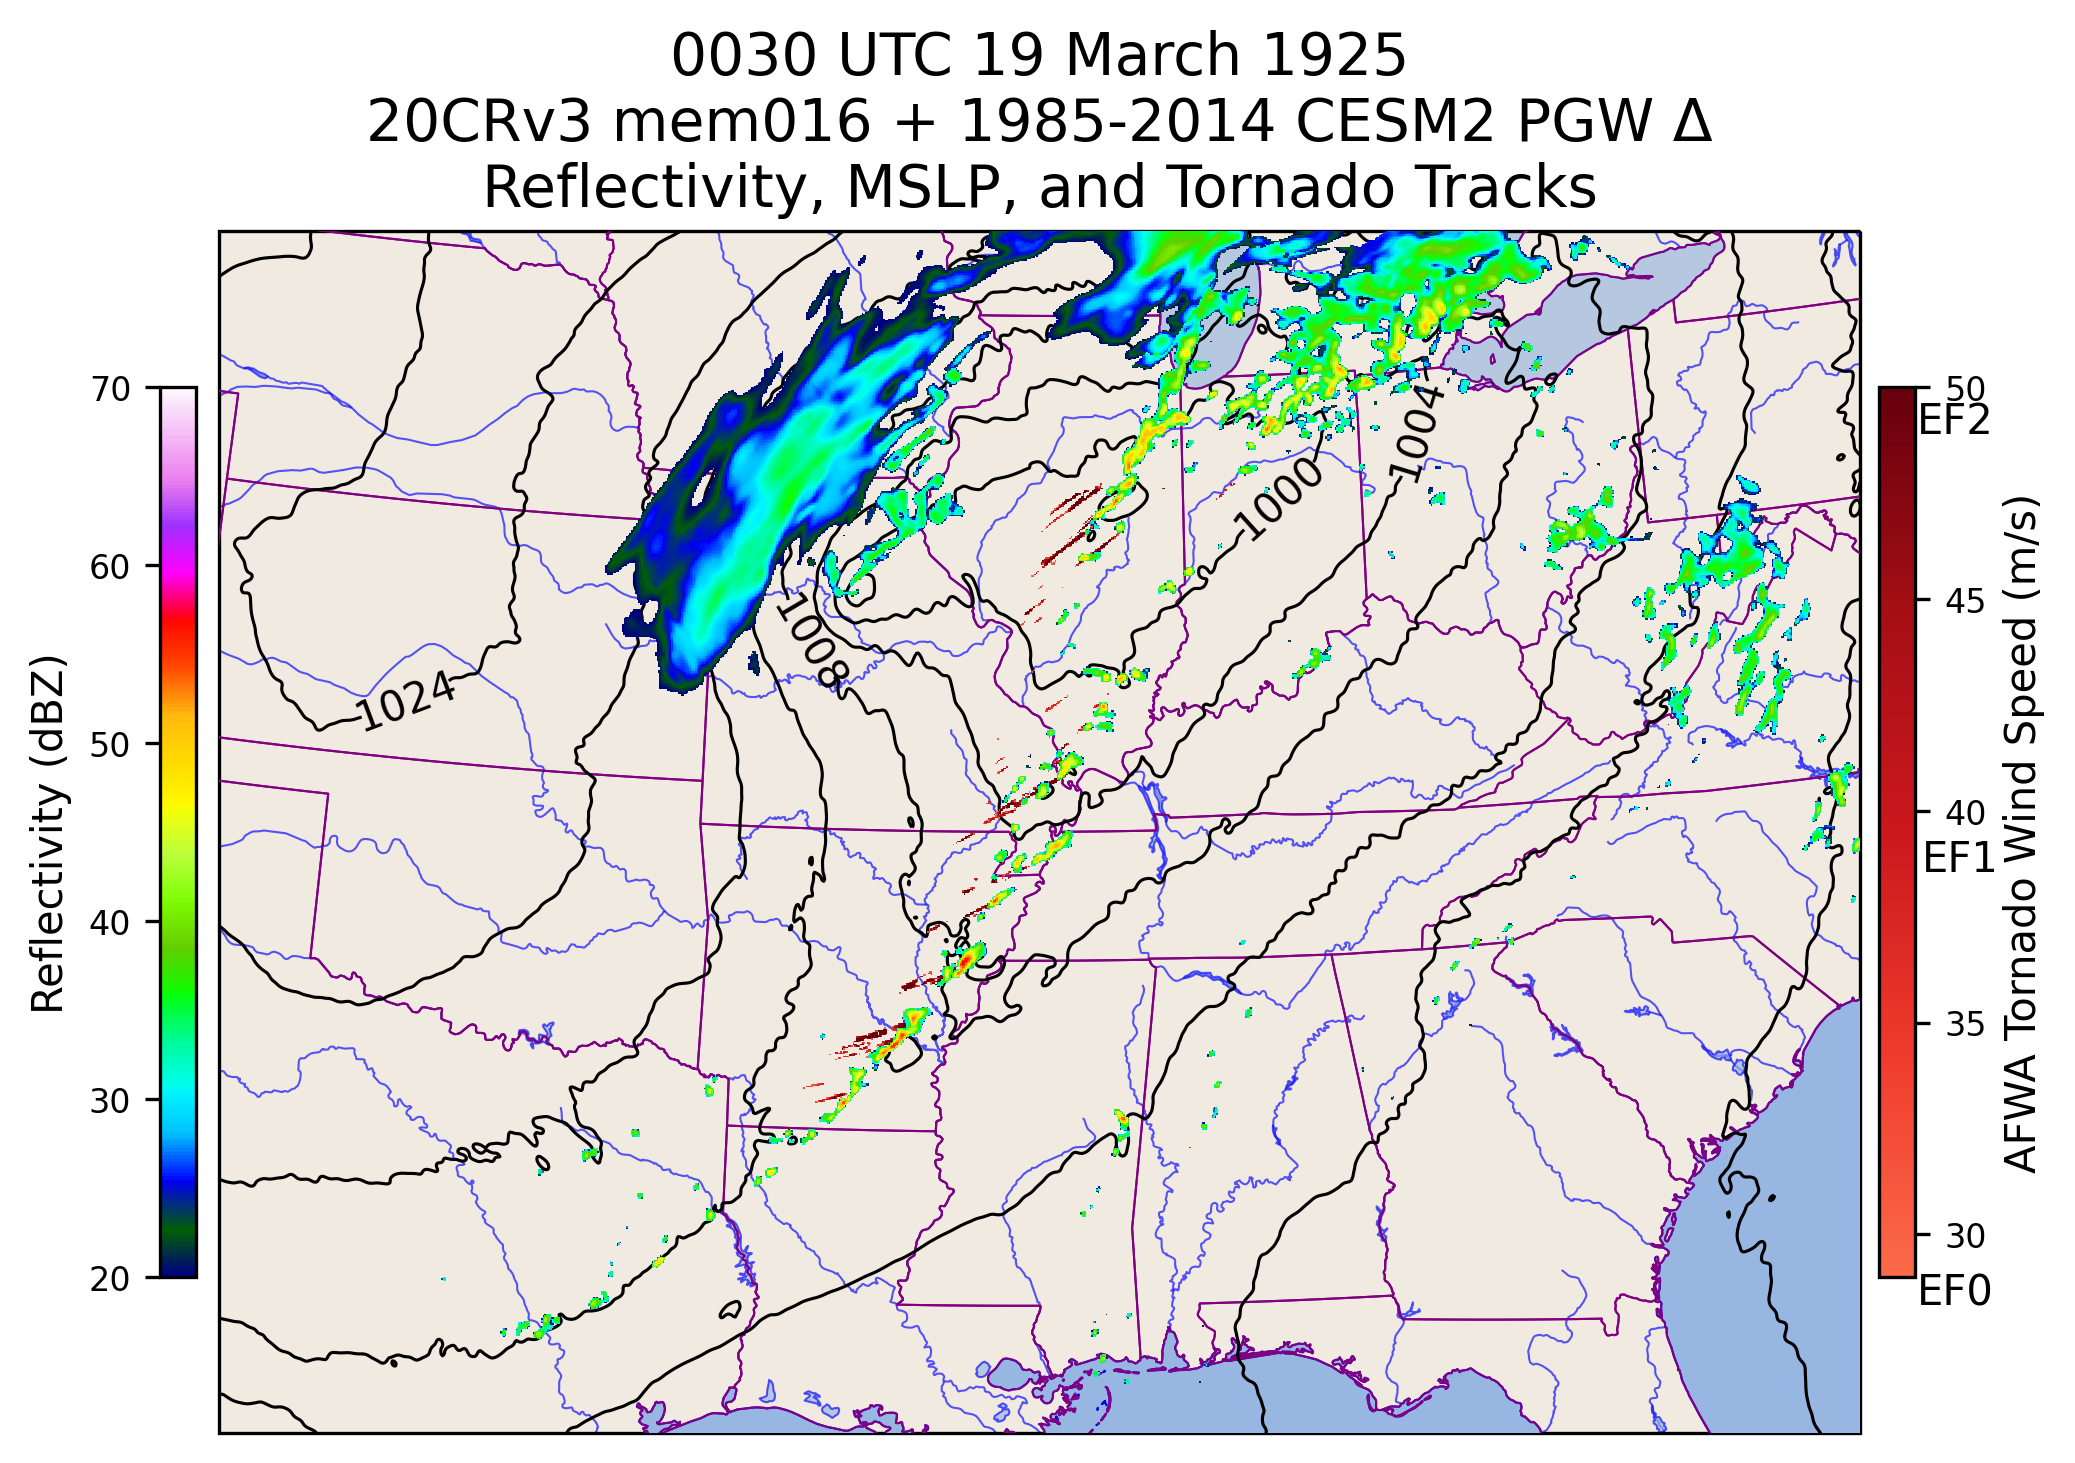 0030 UTC 19 March 1925
20CRv3 mem016 + 1985-2014 CESM2 PGW Δ
Reflectivity, MSLP, and Tornado Tracks
Reflectivity (dBZ)
70
60
50
40
30
20
1024
1008
1000
1004
50
EF2
45
40
EF1
35
30
EF0
AFWA Tornado Wind Speed (m/s)